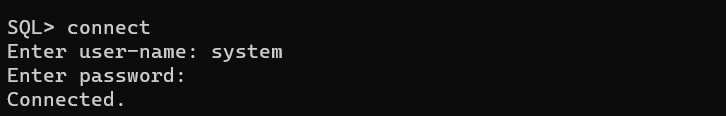 SQL> connect
Enter user-name: system
Enter password:
Connected.